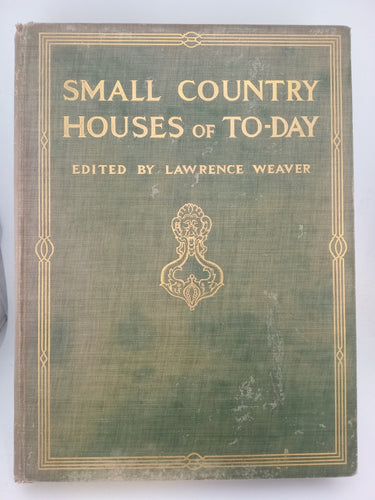 SMALL COUNTRY
HOUSES OF TO-DAY
EDITED BY LAWRENCE WEAVER